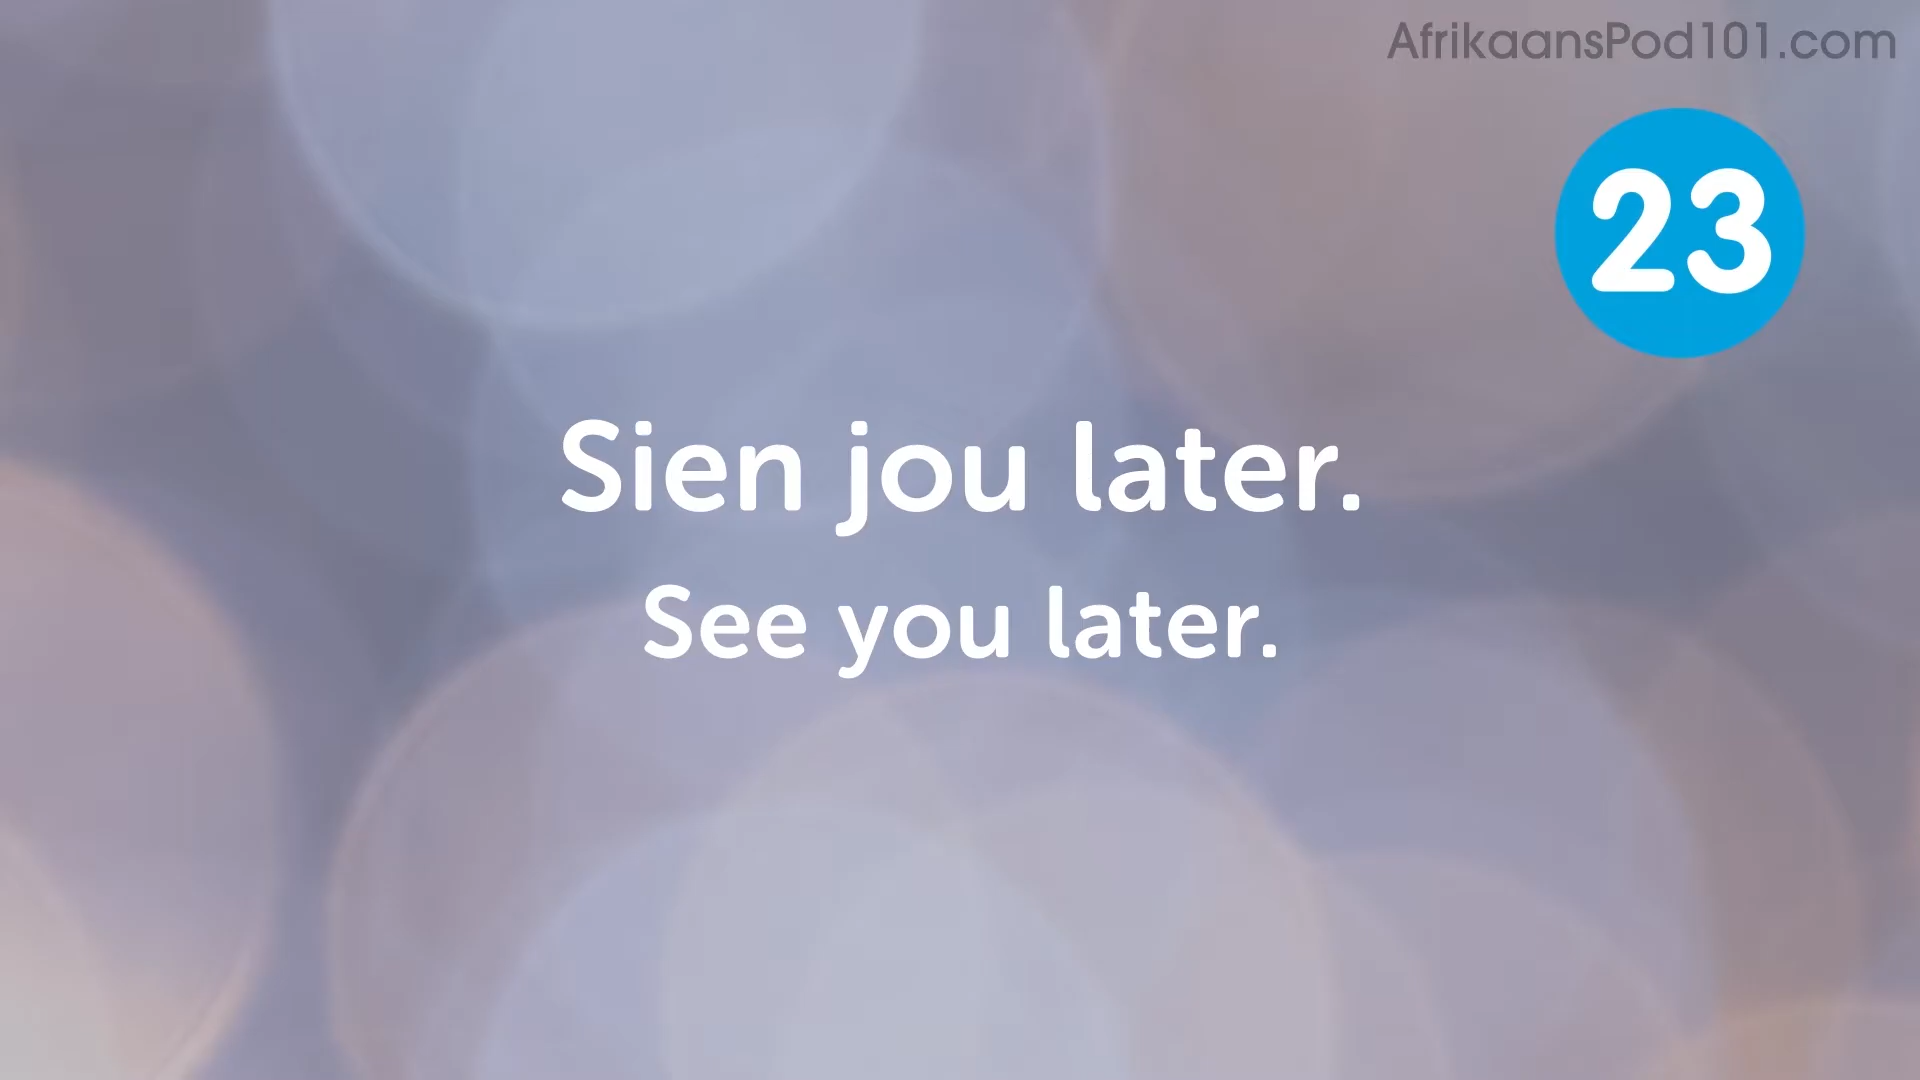 AfrikaansPod101.com
23
Sien jou later.
See you later.